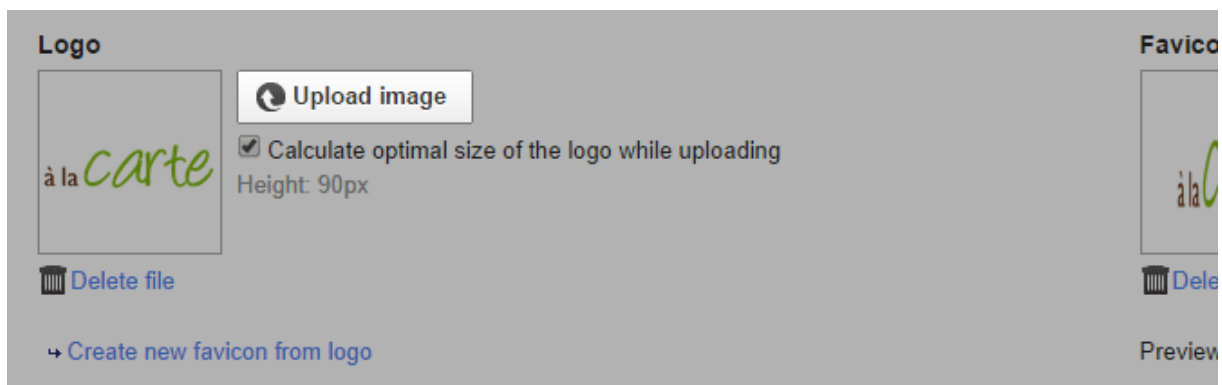 Logo
Upload image
à la carte
Calculate optimal size of the logo while uploading
Height: 90px
Delete file
Create new favicon from logo
Favico
à la
Dele
Preview